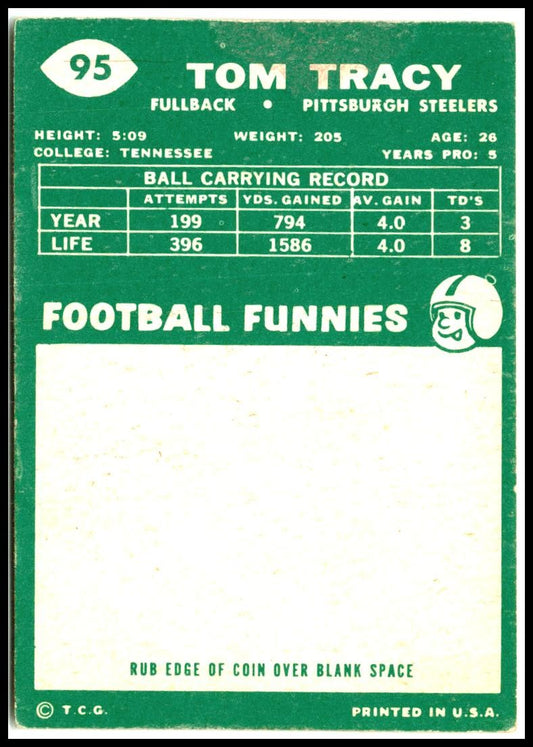 95
TOM TRACY
FULLBACK • PITTSBURGH STEELERS
HEIGHT: 5:09 WEIGHT: 205 AGE: 26
COLLEGE: TENNESSEE YEARS PRO: 5
BALL CARRYING RECORD
ATTEMPTS YDS. GAINED AV. GAIN TD'S
YEAR 199 794 4.0 3
LIFE 396 1586 4.0 8
FOOTBALL FUNNIES
RUB EDGE OF COIN OVER BLANK SPACE
© T.C.G. PRINTED IN U.S.A.